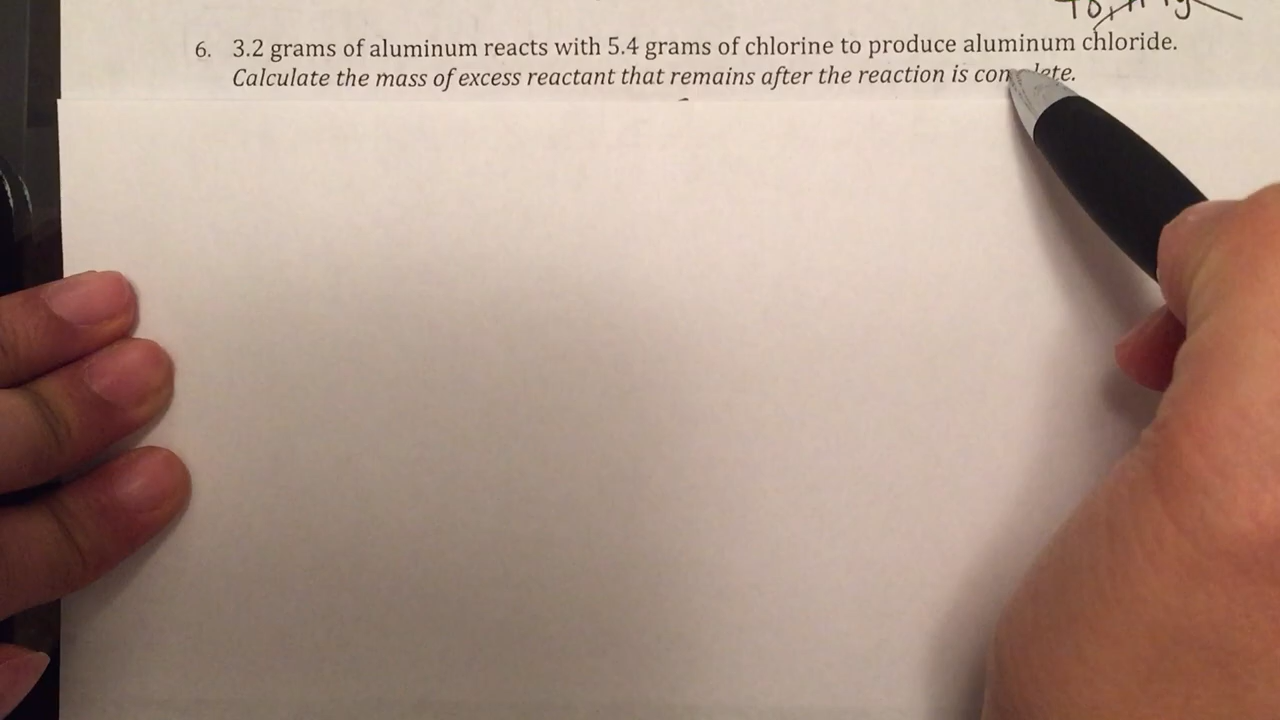 6. 3.2 grams of aluminum reacts with 5.4 grams of chlorine to produce aluminum chloride.
Calculate the mass of excess reactant that remains after the reaction is